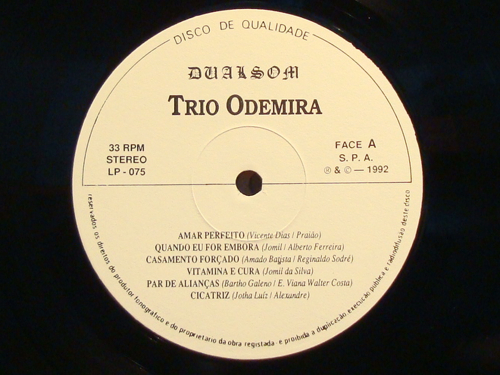 DISCO DE QUALIDADE
DUALSOM
TRIO ODEMIRA
33 RPM
STEREO
LP - 075
FACE A
S. P. A.
℗ & © — 1992
AMAR PERFEITO (Vicente Dias / Praião)
QUANDO EU FOR EMBORA (Jomil / Alberto Ferreira)
CASAMENTO FORÇADO (Amado Batista / Reginaldo Sodré)
VITAMINA E CURA (Jomil da Silva)
PAR DE ALIANÇAS (Bartho Galeno / E. Viana Walter Costa)
CICATRIZ (Jotha Luíz / Alexandre)
reservados os direitos do produtor fonografico e do proprietário da obra registada e proibida a duplicação execução publica e radiodifusão deste disco